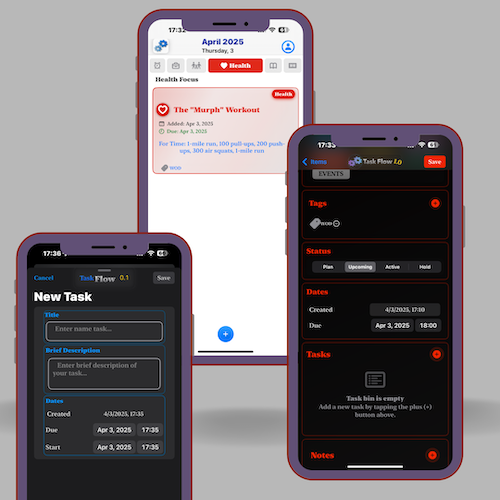 17:32
April 2025
Thursday, 3
Health
Health Focus
Health
The "Murph" Workout
Added: Apr 3, 2025
Due: Apr 3, 2025
For Time: 1-mile run, 100 pull-ups, 200 push-
ups, 300 air squats, 1-mile run
WOD
17:33
Items
Task Flow 1.0
Save
EVENTS
Tags
WOD
Status
Plan
Upcoming
Active
Hold
Dates
Created
4/3/2025, 17:10
Due
Apr 3, 2025
18:00
Tasks
Task bin is empty
Add a new task by tapping the plus (+)
button above.
Notes
17:36
Cancel
Task Flow 0.1
Save
New Task
Title
Enter name task...
Brief Description
Enter brief description of
your task...
Dates
Created
4/3/2025, 17:35
Due
Apr 3, 2025
17:35
Start
Apr 3, 2025
17:35